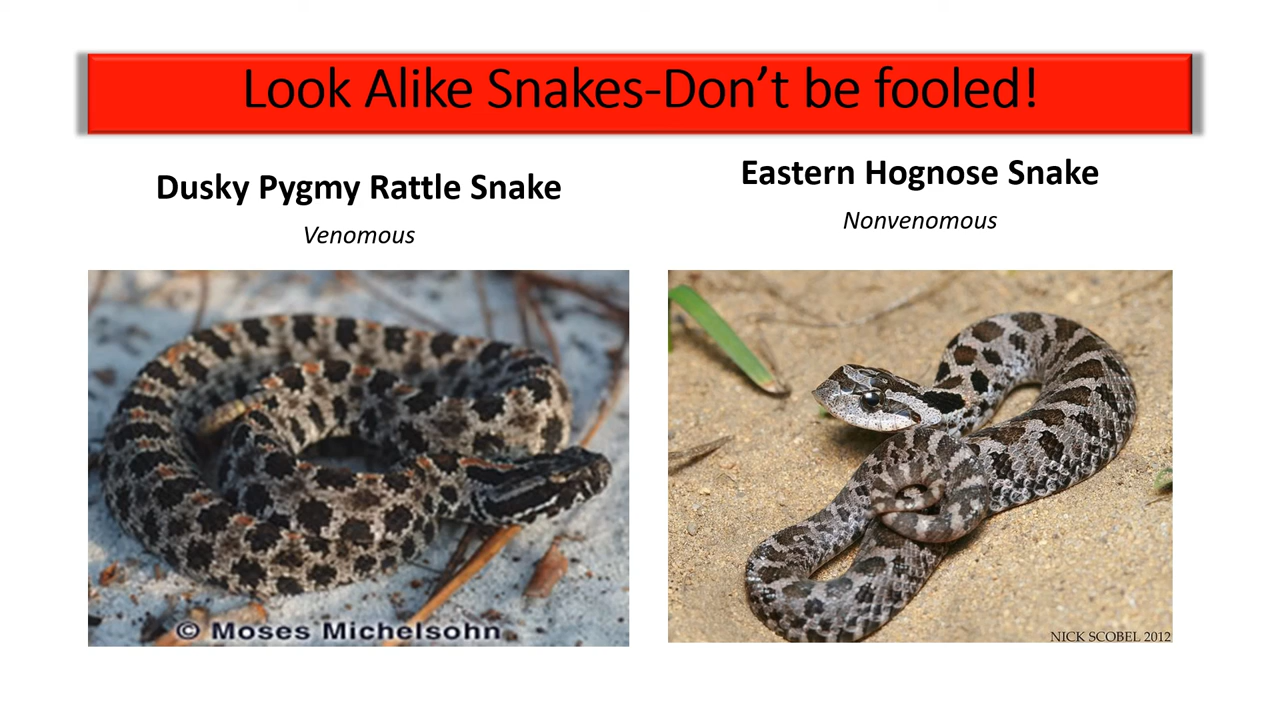 Look Alike Snakes-Don’t be fooled!
Dusky Pygmy Rattle Snake
Venomous
Eastern Hognose Snake
Nonvenomous
© Moses Michelsohn
NICK SCOBEL 2012